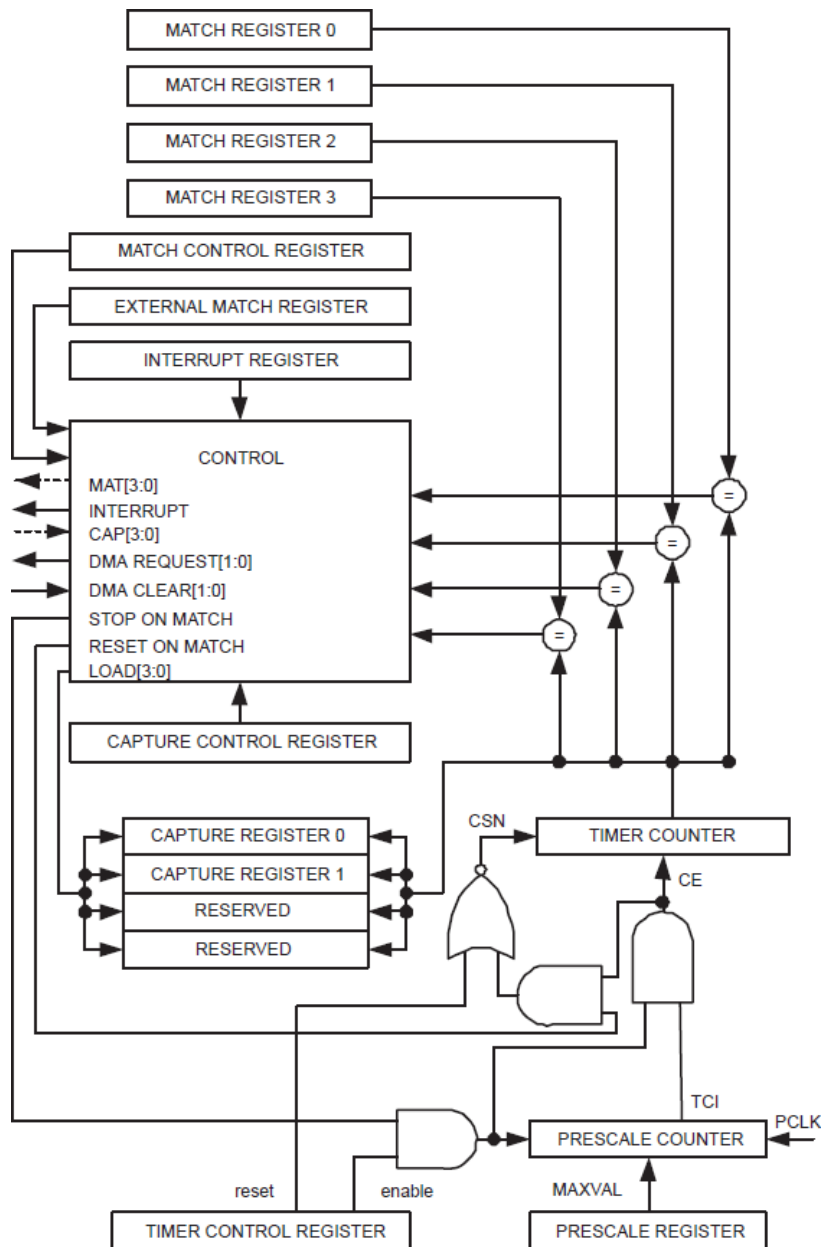 MATCH REGISTER 0
MATCH REGISTER 1
MATCH REGISTER 2
MATCH REGISTER 3
MATCH CONTROL REGISTER
EXTERNAL MATCH REGISTER
INTERRUPT REGISTER
CONTROL
MAT[3:0]
INTERRUPT
CAP[3:0]
DMA REQUEST[1:0]
DMA CLEAR[1:0]
STOP ON MATCH
RESET ON MATCH
LOAD[3:0]
=
=
=
=
CAPTURE CONTROL REGISTER
CAPTURE REGISTER 0
CAPTURE REGISTER 1
RESERVED
RESERVED
CSN
TIMER COUNTER
CE
TCI
PCLK
PRESCALE COUNTER
reset
enable
MAXVAL
TIMER CONTROL REGISTER
PRESCALE REGISTER